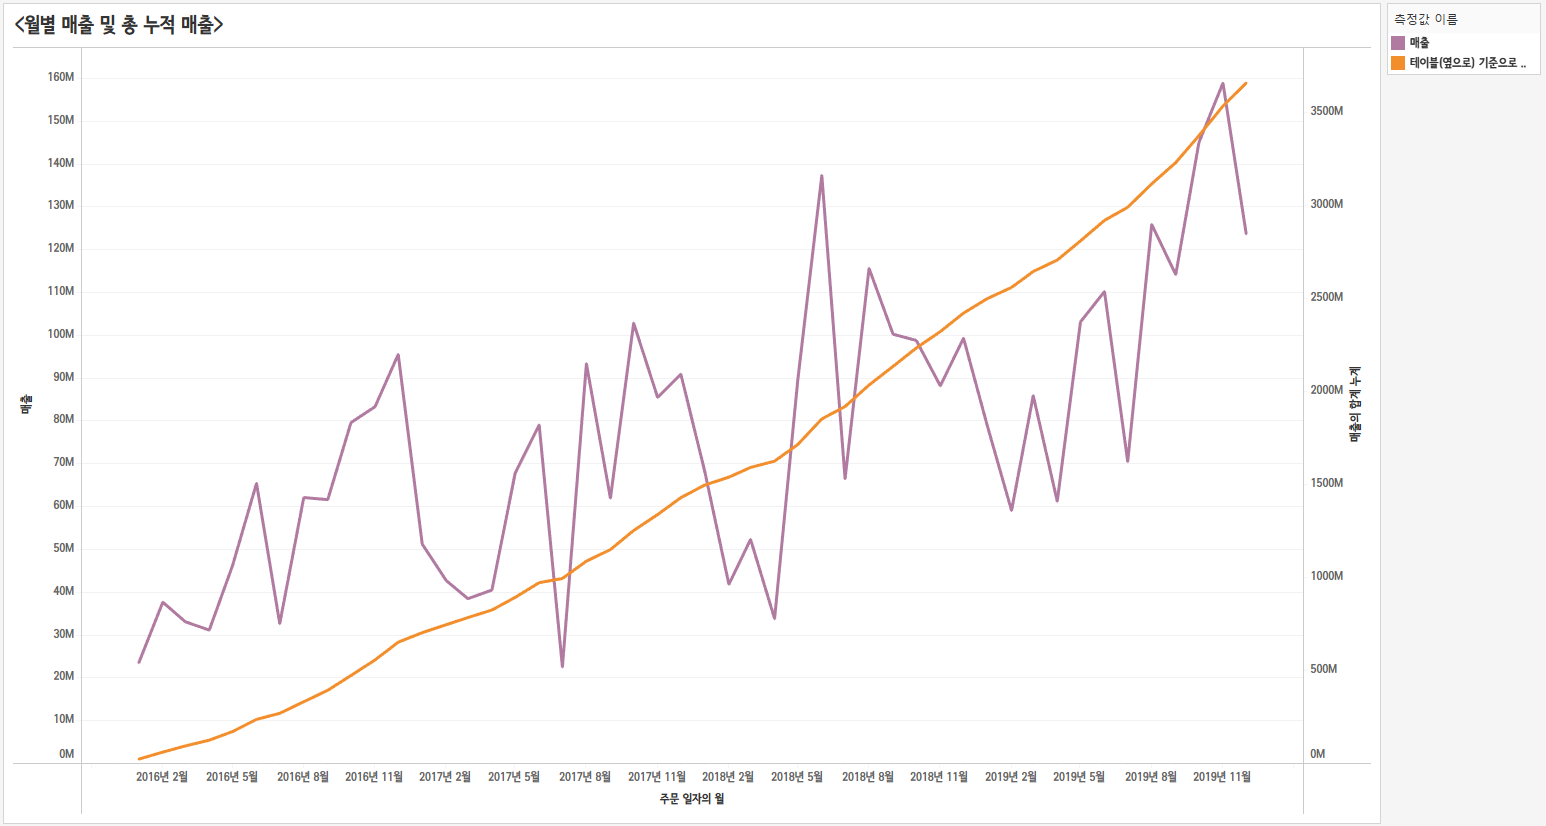 <월별 매출 및 총 누적 매출>
측정값 이름
매출
테이블(옆으로) 기준으로 ..
160M
150M
140M
130M
120M
110M
100M
90M
80M
70M
60M
50M
40M
30M
20M
10M
0M
매출
3500M
3000M
2500M
2000M
1500M
1000M
500M
0M
매출의 합계 누계
2016년 2월
2016년 5월
2016년 8월
2016년 11월
2017년 2월
2017년 5월
2017년 8월
2017년 11월
2018년 2월
2018년 5월
2018년 8월
2018년 11월
2019년 2월
2019년 5월
2019년 8월
2019년 11월
주문 일자의 월